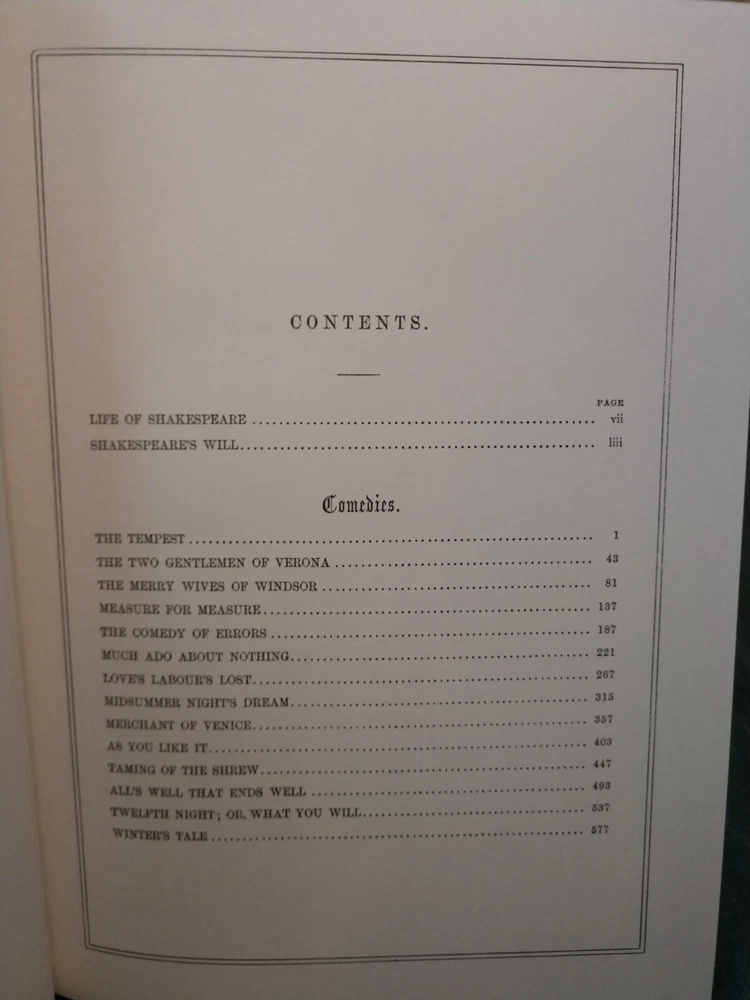 CONTENTS.
PAGE
LIFE OF SHAKESPEARE ........................................ vii
SHAKESPEARE'S WILL........................................ liii
Comedies.
THE TEMPEST ........................................ 1
THE TWO GENTLEMEN OF VERONA ........................................ 43
THE MERRY WIVES OF WINDSOR ........................................ 81
MEASURE FOR MEASURE........................................ 137
THE COMEDY OF ERRORS ........................................ 187
MUCH ADO ABOUT NOTHING........................................ 221
LOVE'S LABOUR'S LOST........................................ 267
MIDSUMMER NIGHT'S DREAM........................................ 315
MERCHANT OF VENICE........................................ 357
AS YOU LIKE IT........................................ 403
TAMING OF THE SHREW........................................ 447
ALL'S WELL THAT ENDS WELL ........................................ 493
TWELFTH NIGHT; OR, WHAT YOU WILL........................................ 537
WINTER'S TALE ........................................ 577